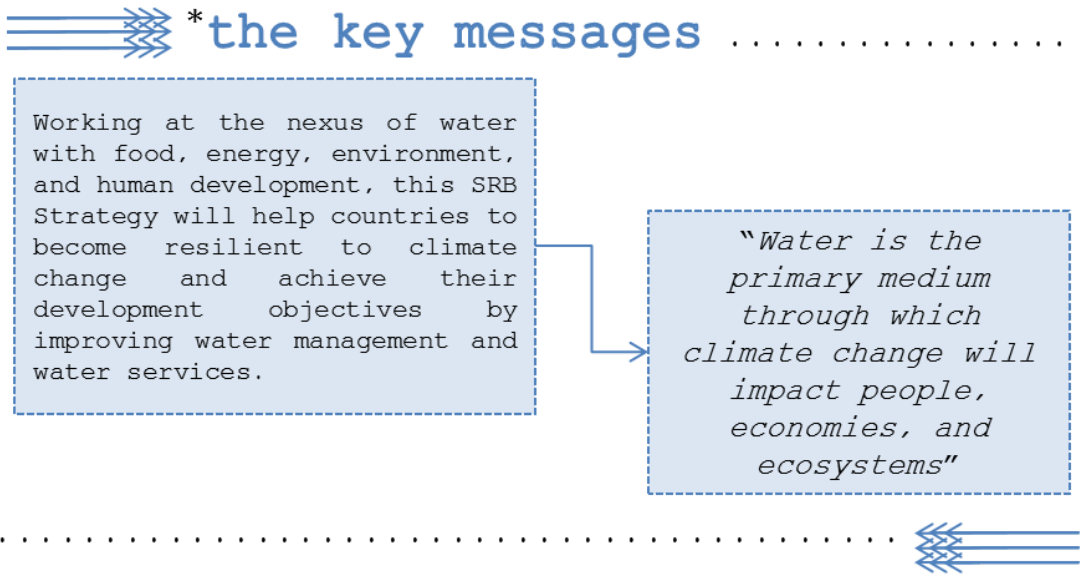 *the key messages ................
Working at the nexus of water
with food, energy, environment,
and human development, this SRB
Strategy will help countries to
become resilient to climate
change and achieve their
development objectives by
improving water management and
water services.
“Water is the
primary medium
through which
climate change will
impact people,
economies, and
ecosystems”